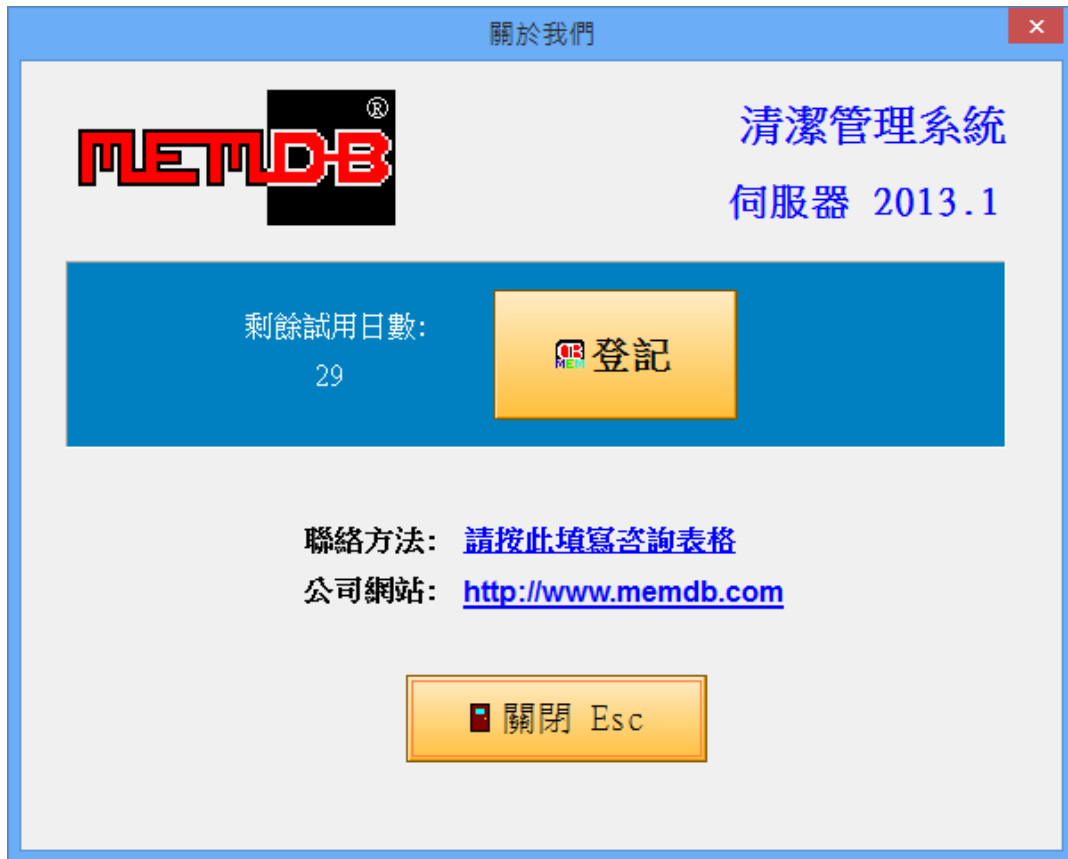 關於我們
MEMDB®
清潔管理系統
伺服器 2013.1
剩餘試用日數:
29
登記
聯絡方法: 請按此填寫咨詢表格
公司網站: http://www.memdb.com
關閉 Esc